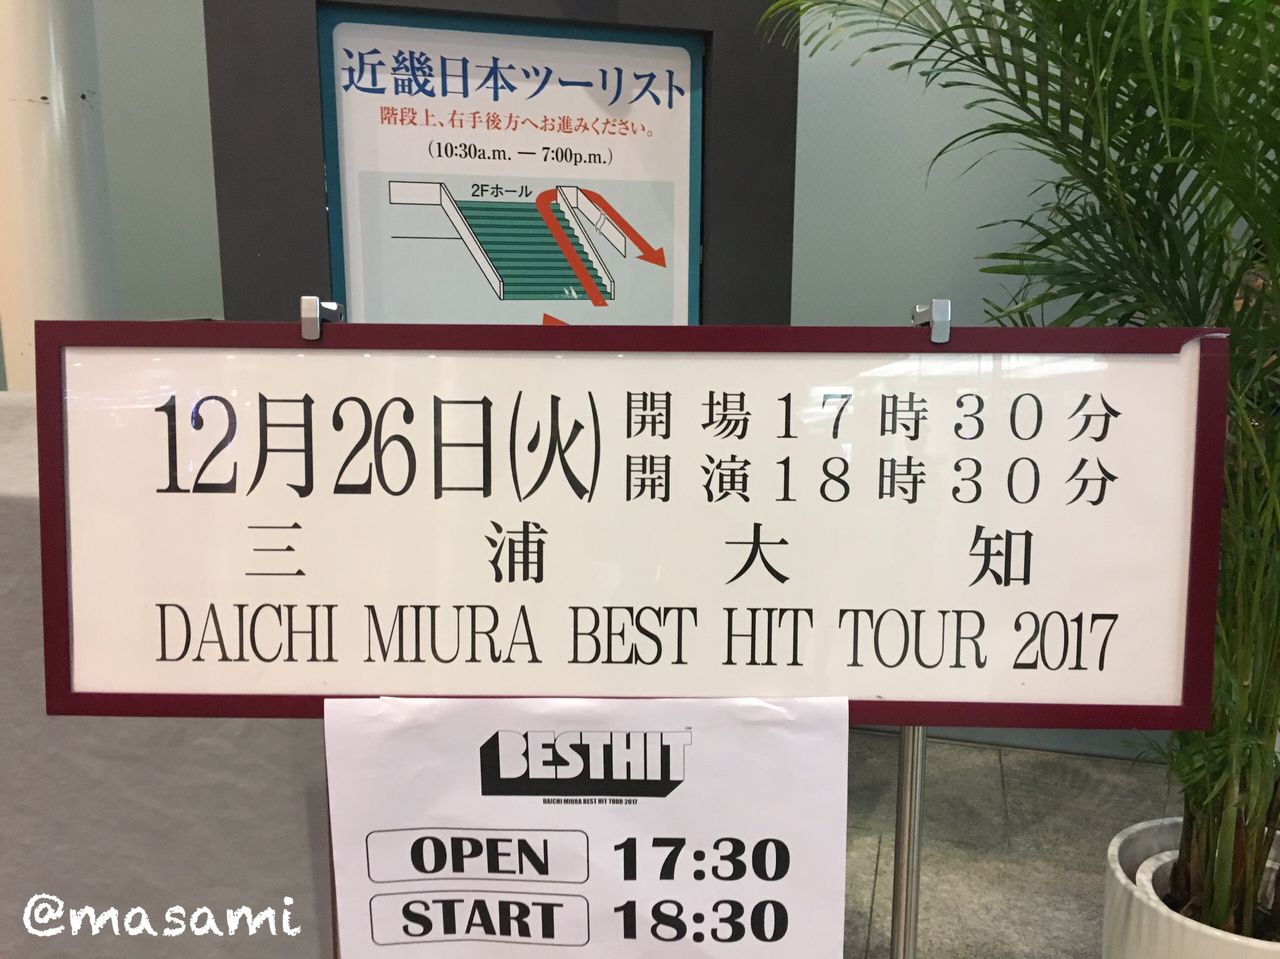 近畿日本ツーリスト
階段上、右手後方へお進みください。
(10:30a.m. — 7:00p.m.)
2Fホール
12月26日(火)
開場17時30分
開演18時30分
三浦大知
DAICHI MIURA BEST HIT TOUR 2017
BESTHIT
DAICHI MIURA BEST HIT TOUR 2017
OPEN 17:30
START 18:30
@masami